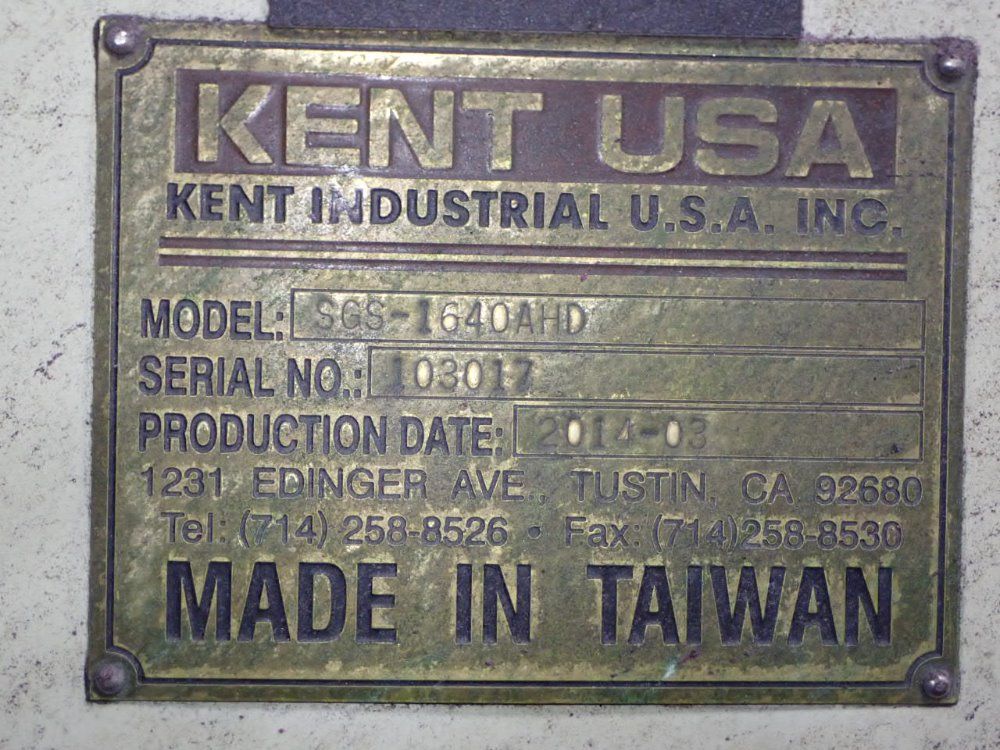 KENT USA
KENT INDUSTRIAL U.S.A. INC.
MODEL: SGS-1640AHD
SERIAL NO.: 103017
PRODUCTION DATE: 2014-03
1231 EDINGER AVE., TUSTIN, CA 92680
Tel: (714) 258-8526 • Fax: (714)258-8530
MADE IN TAIWAN